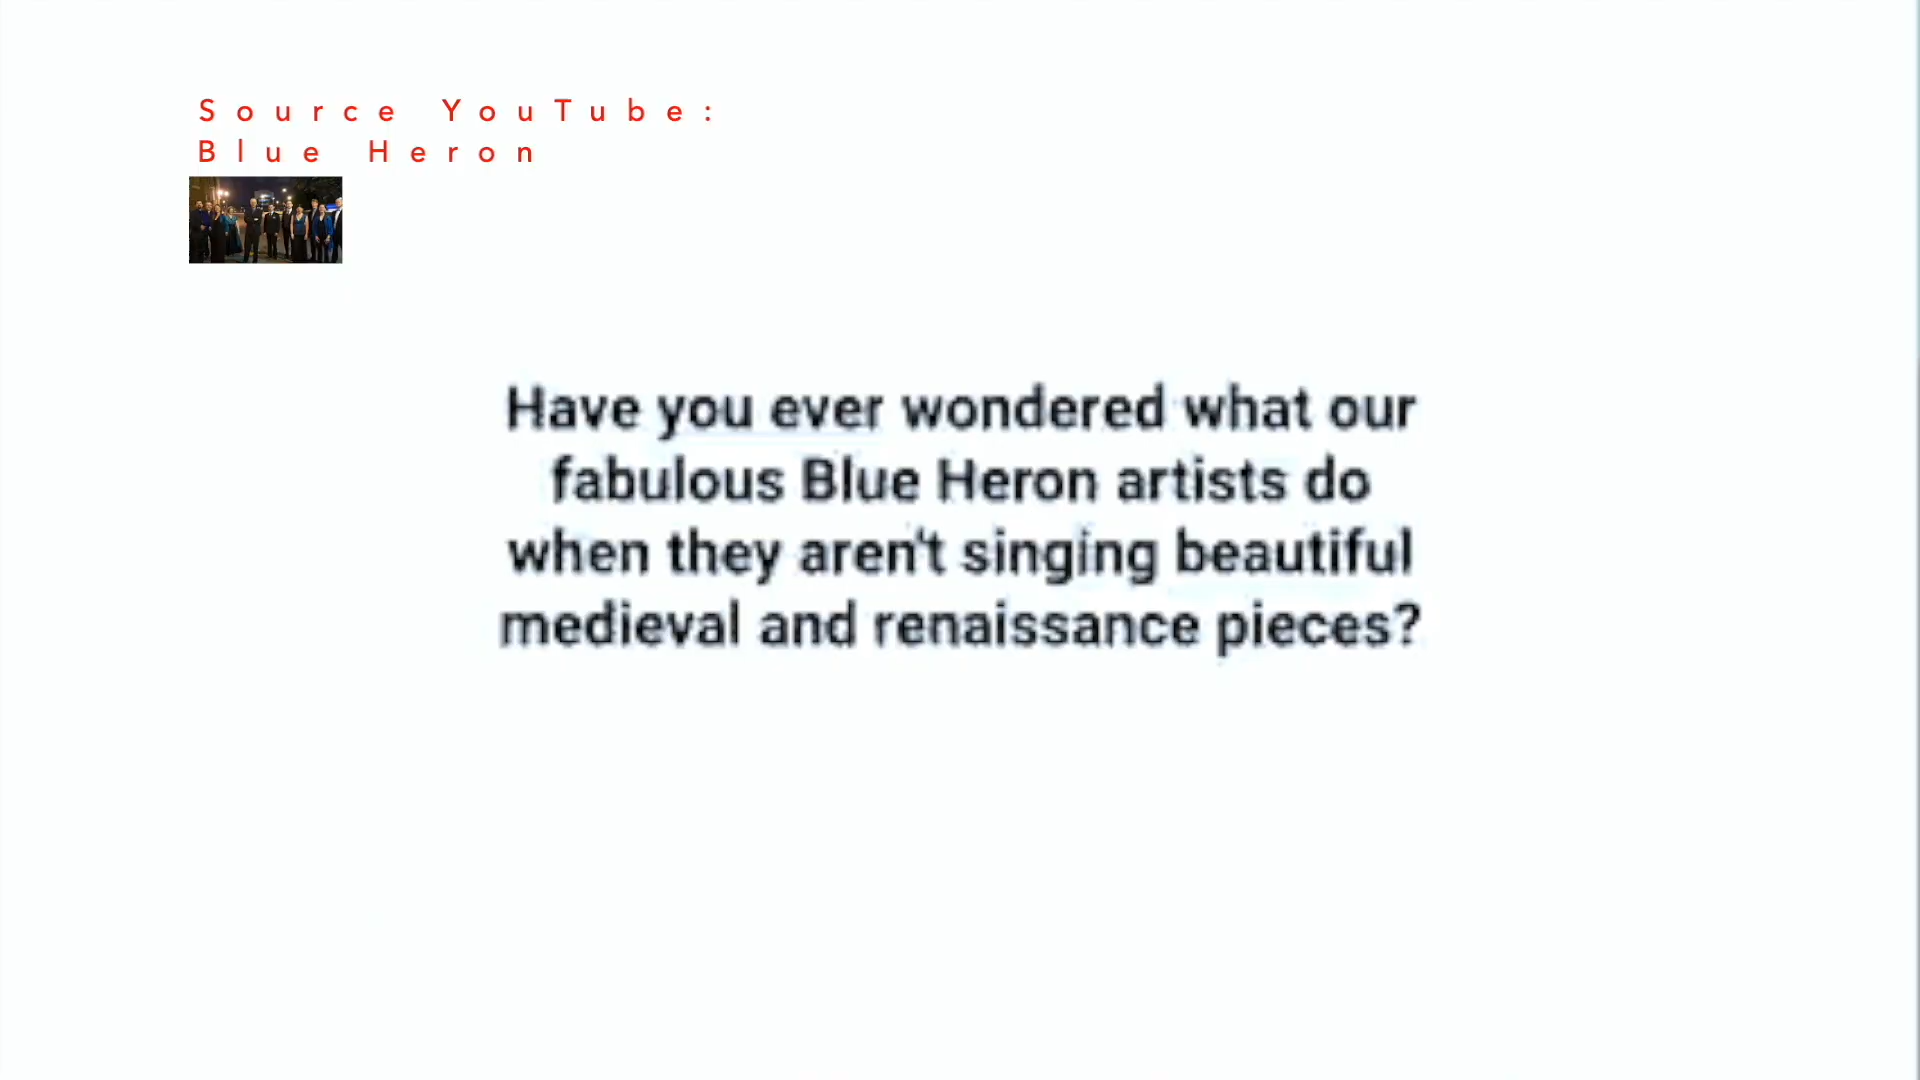 Source YouTube:
Blue Heron
Have you ever wondered what our
fabulous Blue Heron artists do
when they aren't singing beautiful
medieval and renaissance pieces?